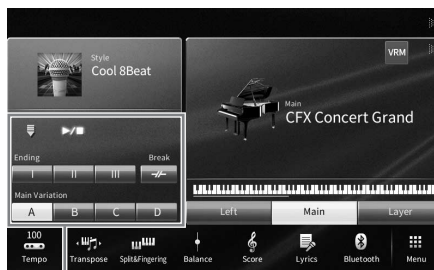 Style
Cool 8Beat
VRM
Main
CFX Concert Grand
Ending
Break
I
II
III
Main Variation
A
B
C
D
Left
Main
Layer
100
Tempo
Transpose
Split&Fingering
Balance
Score
Lyrics
Bluetooth
Menu